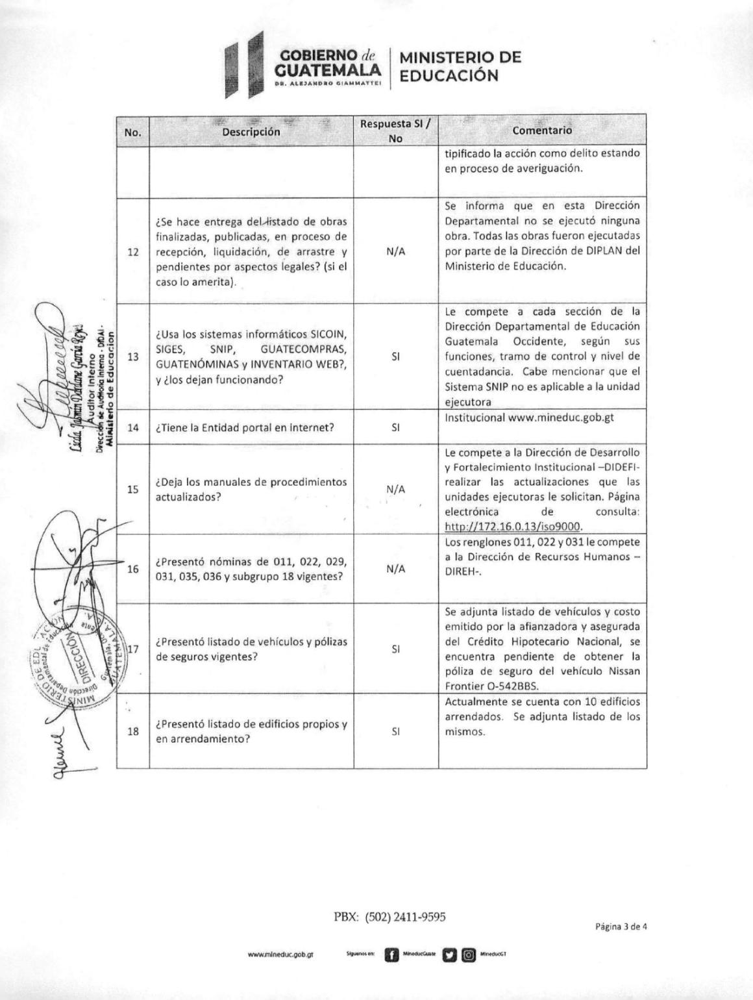 GOBIERNO de
GUATEMALA
DR. ALEJANDRO GIAMMATTEI
MINISTERIO DE
EDUCACIÓN
No.
Descripción
Respuesta SI /
No
Comentario
tipificado la acción como delito estando
en proceso de averiguación.
12
¿Se hace entrega del listado de obras
finalizadas, publicadas, en proceso de
recepción, liquidación, de arrastre y
pendientes por aspectos legales? (si el
caso lo amerita).
N/A
Se informa que en esta Dirección
Departamental no se ejecutó ninguna
obra. Todas las obras fueron ejecutadas
por parte de la Dirección de DIPLAN del
Ministerio de Educación.
13
¿Usa los sistemas informáticos SICOIN,
SIGES, SNIP, GUATECOMPRAS,
GUATENÓMINAS y INVENTARIO WEB?,
y ¿los dejan funcionando?
SI
Le compete a cada sección de la
Dirección Departamental de Educación
Guatemala Occidente, según sus
funciones, tramo de control y nivel de
cuentadancia. Cabe mencionar que el
Sistema SNIP no es aplicable a la unidad
ejecutora
14
¿Tiene la Entidad portal en internet?
SI
Institucional www.mineduc.gob.gt
15
¿Deja los manuales de procedimientos
actualizados?
N/A
Le compete a la Dirección de Desarrollo
y Fortalecimiento Institucional –DIDEFI-
realizar las actualizaciones que las
unidades ejecutoras le solicitan. Página
electrónica de consulta:
http://172.16.0.13/iso9000.
16
¿Presentó nóminas de 011, 022, 029,
031, 035, 036 y subgrupo 18 vigentes?
N/A
Los renglones 011, 022 y 031 le compete
a la Dirección de Recursos Humanos –
DIREH-.
17
¿Presentó listado de vehículos y pólizas
de seguros vigentes?
SI
Se adjunta listado de vehículos y costo
emitido por la afianzadora y asegurada
del Crédito Hipotecario Nacional, se
encuentra pendiente de obtener la
póliza de seguro del vehículo Nissan
Frontier O-542BBS.
18
¿Presentó listado de edificios propios y
en arrendamiento?
SI
Actualmente se cuenta con 10 edificios
arrendados. Se adjunta listado de los
mismos.
Licda. Jasmin Dardane García Reyes
Auditor Interno
Dirección de Auditoría Interna - DIDAI -
Ministerio de Educacion
MINISTERIO DE EDUCACIÓN
Dirección Departamental de Educación
DIRECCIÓN
Guatemala Occidente
GUATEMALA, C.A.
PBX: (502) 2411-9595
Página 3 de 4
www.mineduc.gob.gt
Síguenos en:
MineducGuate
MineducGT